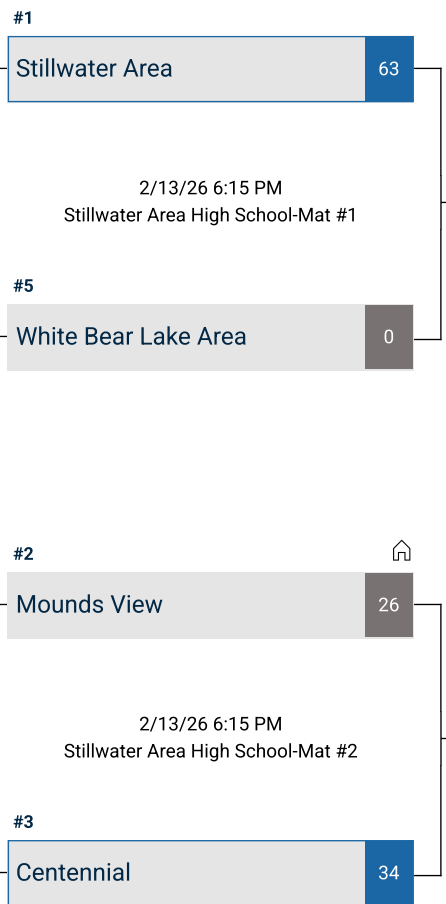 #1
Stillwater Area
63
2/13/26 6:15 PM
Stillwater Area High School-Mat #1
#5
White Bear Lake Area
0
#2
Mounds View
26
2/13/26 6:15 PM
Stillwater Area High School-Mat #2
#3
Centennial
34